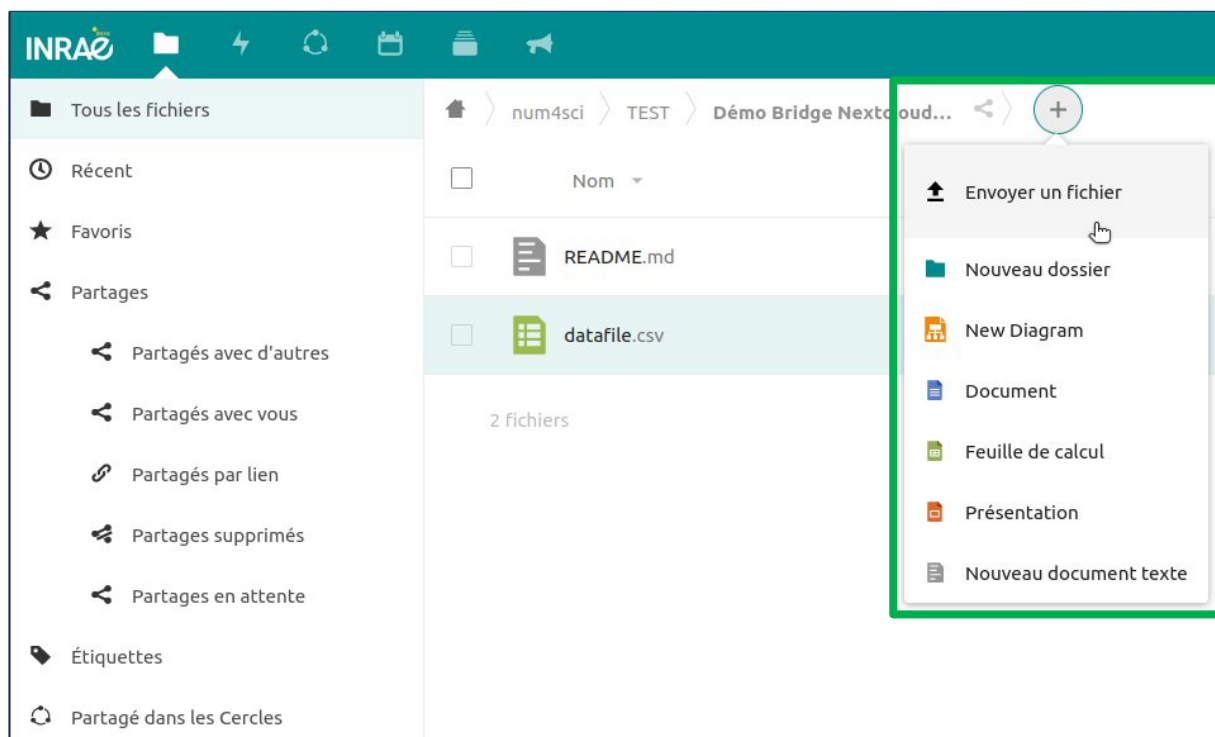 INRAE beta
Tous les fichiers
Récent
Favoris
Partages
Partagés avec d'autres
Partagés avec vous
Partagés par lien
Partages supprimés
Partages en attente
Étiquettes
Partagé dans les Cercles
num4sci TEST Démo Bridge Nextcloud... +
Nom
README.md
datafile.csv
2 fichiers
Envoyer un fichier
Nouveau dossier
New Diagram
Document
Feuille de calcul
Présentation
Nouveau document texte